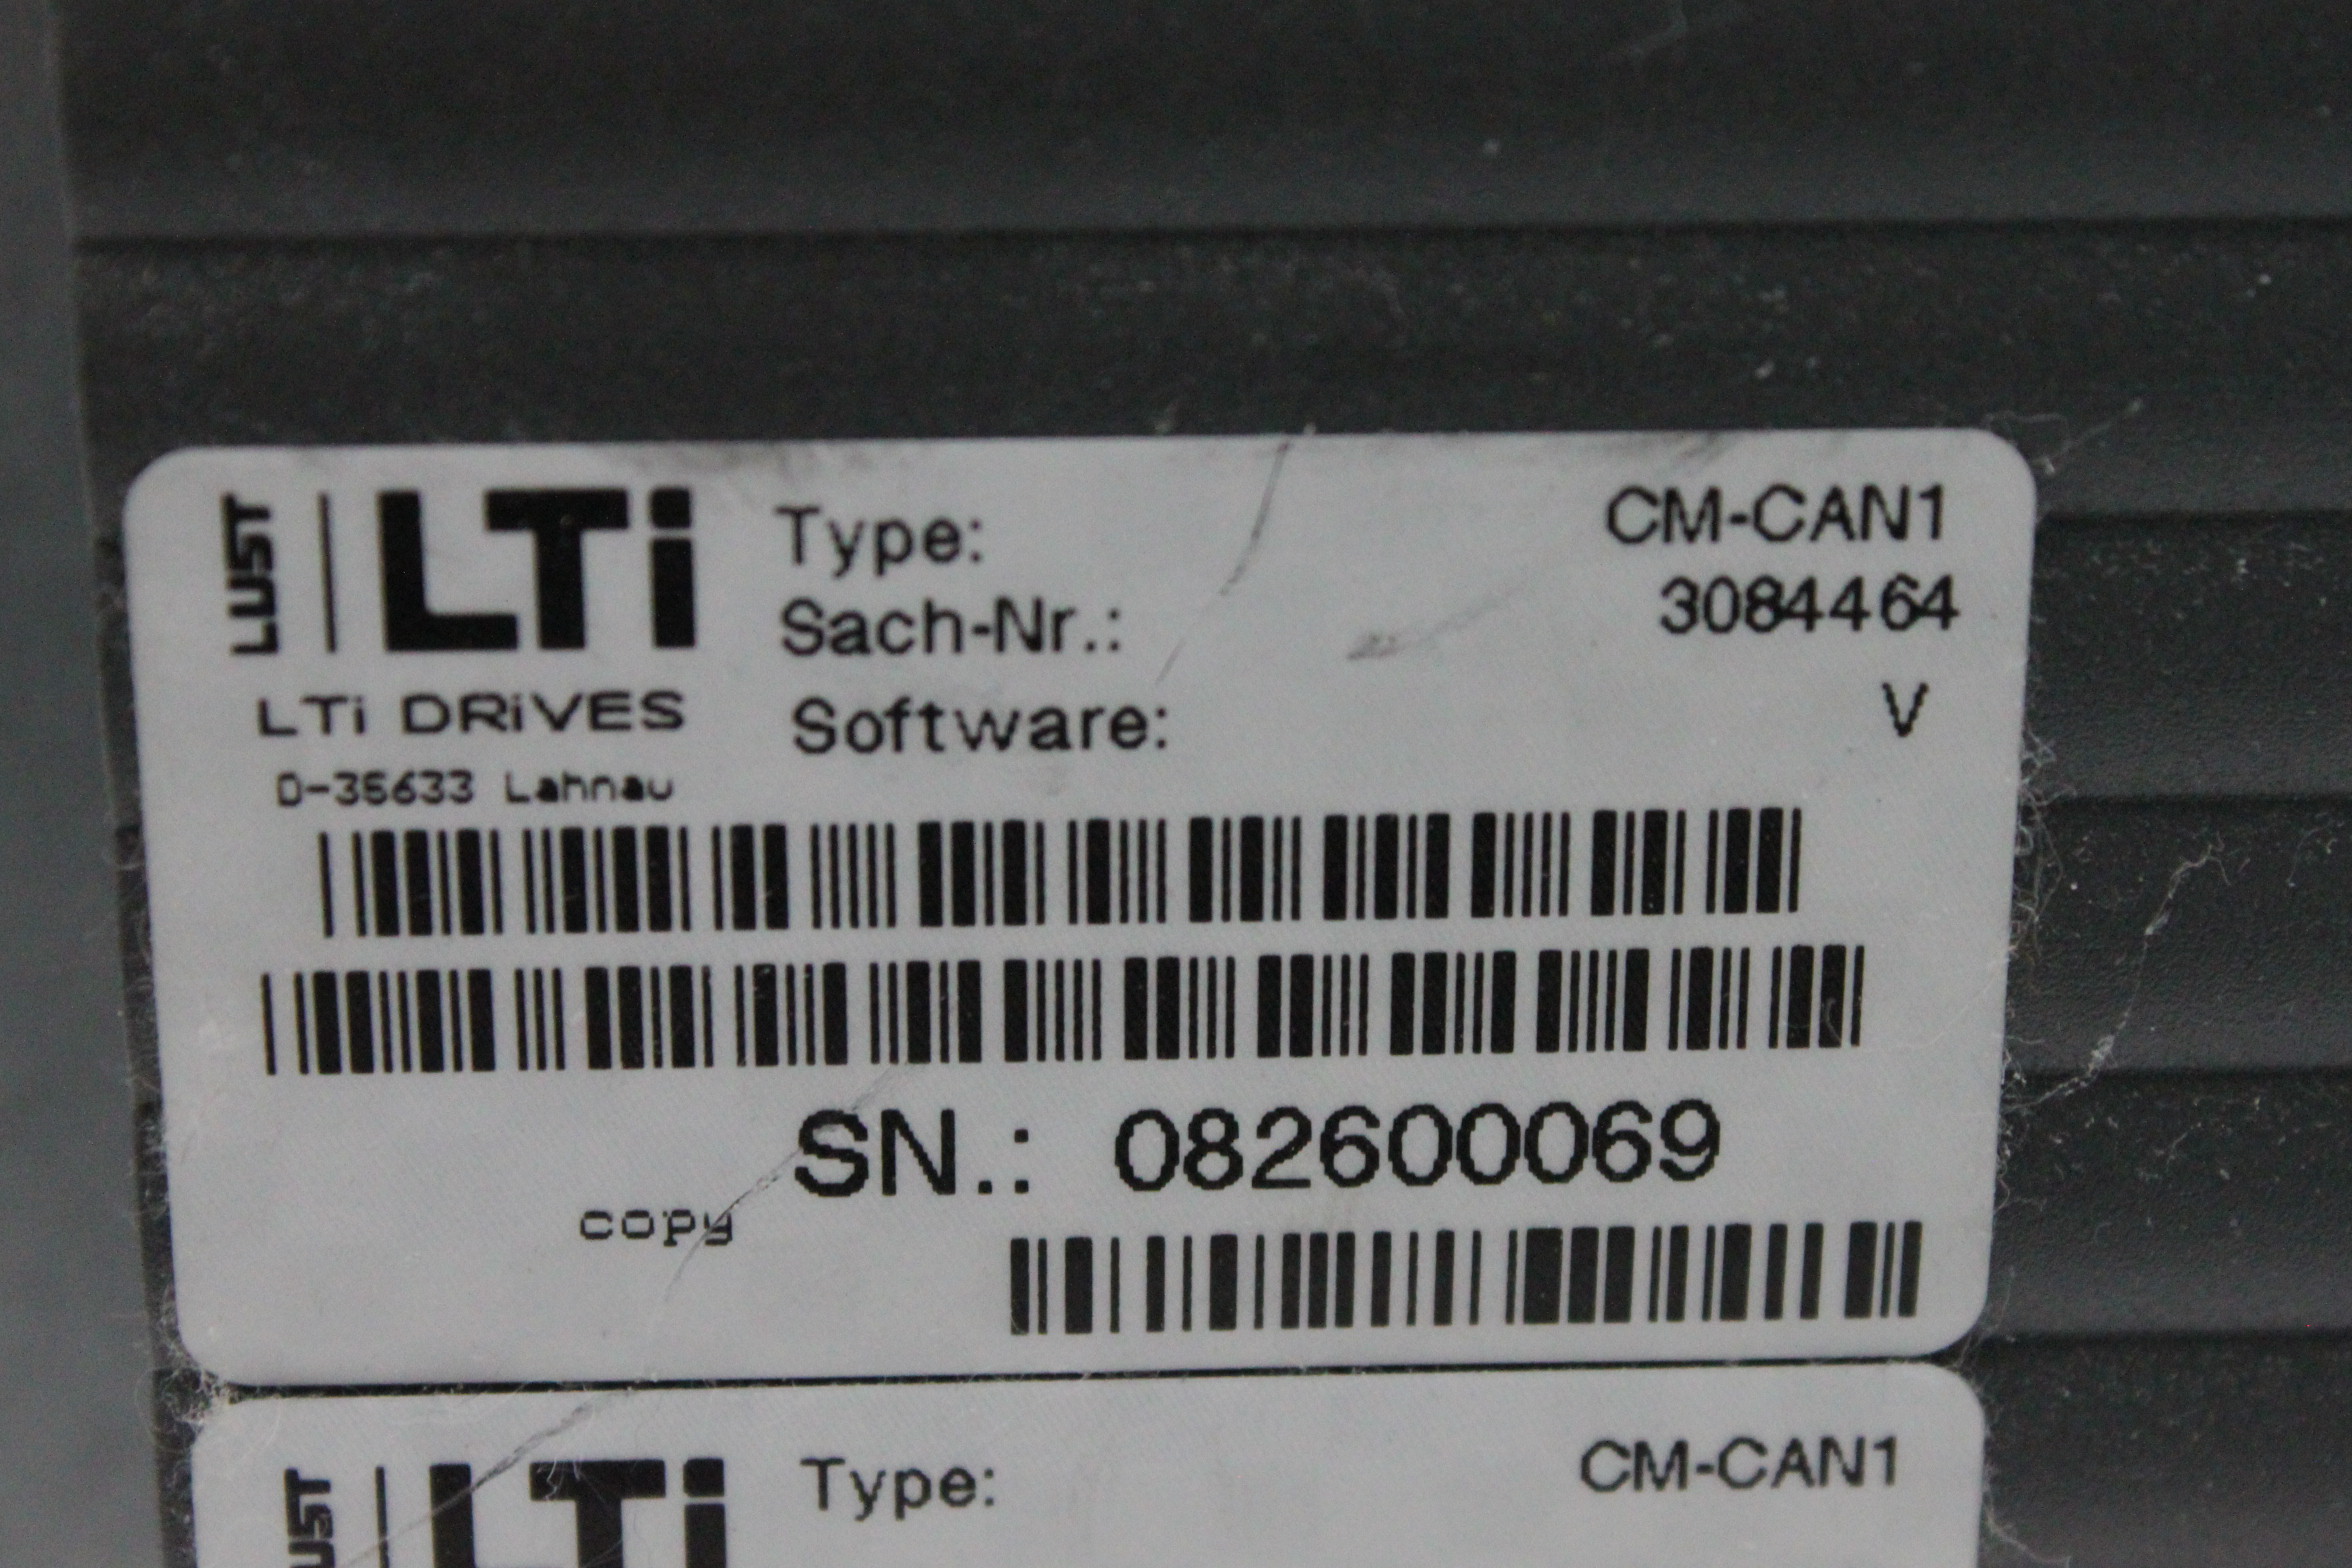 LUST LTi Type: CM-CAN1
Sach-Nr.: 3084464
LTi DRiVES Software: V
D-35633 Lahnau
SN.: 082600069
copy
LTi Type: CM-CAN1